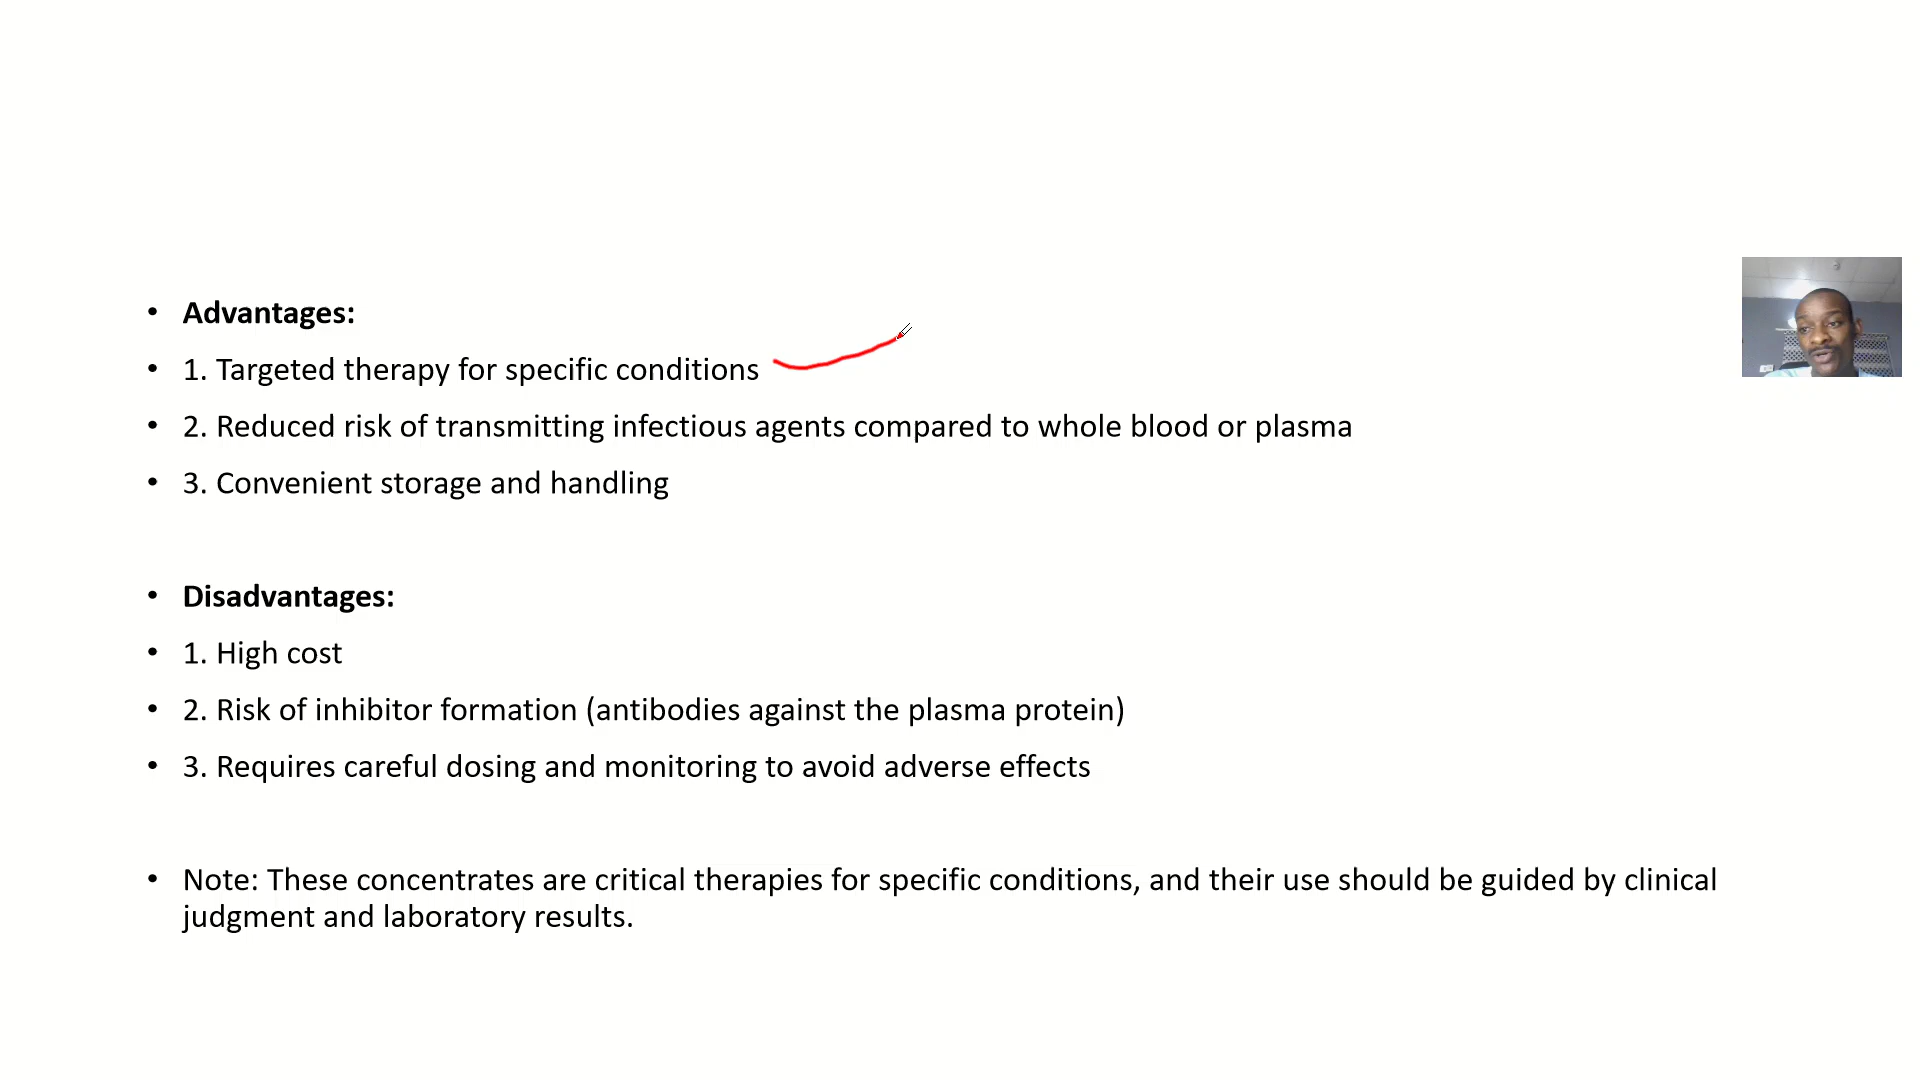 • Advantages:
• 1. Targeted therapy for specific conditions
• 2. Reduced risk of transmitting infectious agents compared to whole blood or plasma
• 3. Convenient storage and handling
• Disadvantages:
• 1. High cost
• 2. Risk of inhibitor formation (antibodies against the plasma protein)
• 3. Requires careful dosing and monitoring to avoid adverse effects
• Note: These concentrates are critical therapies for specific conditions, and their use should be guided by clinical
judgment and laboratory results.